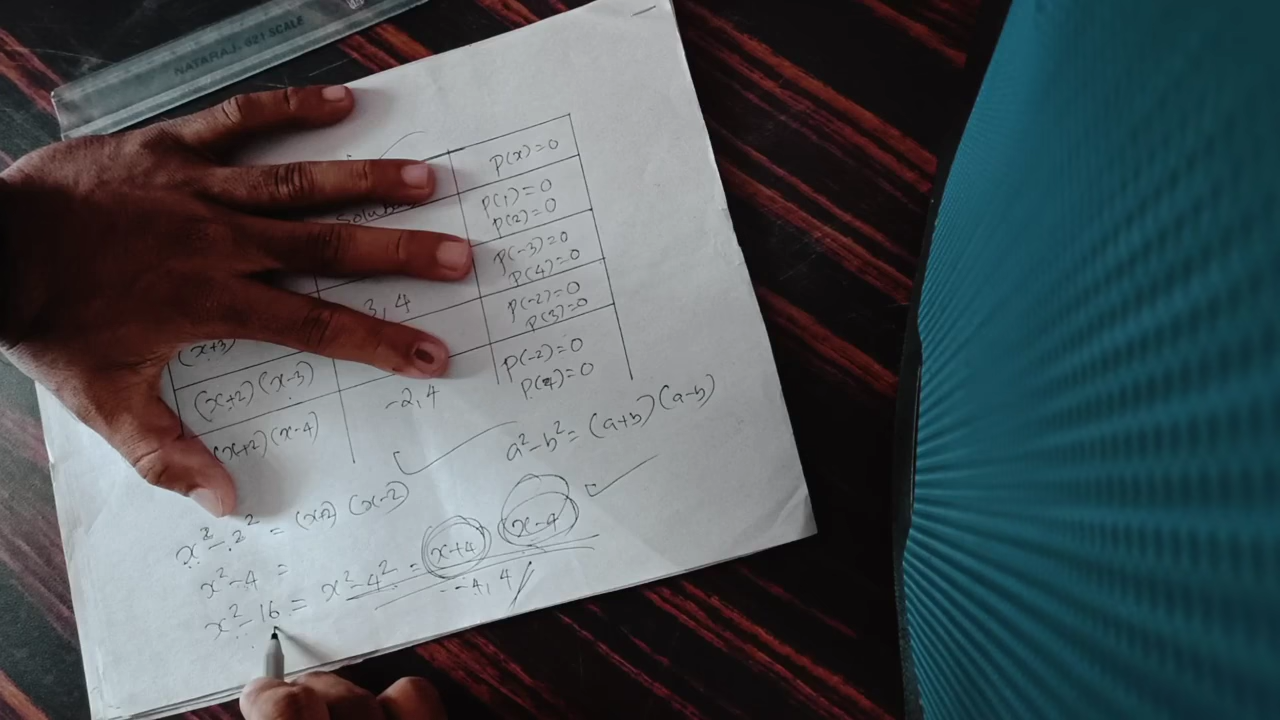 NATARAJ. 621 SCALE
p(x)=0
p(1)=0
p(2)=0
p(-3)=0
p(4)=0
3, 4
p(-2)=0
p(3)=0
(x+3)
(x+2)(x-3)
p(-2)=0
p(4)=0
(x+2)(x-4)
-2,4
a²-b²= (a+b)(a-b)
x²-2² = (x+2)(x-2)
x²-4 =
x²-16 = x²-4² = (x+4)(x-4)
-4, 4